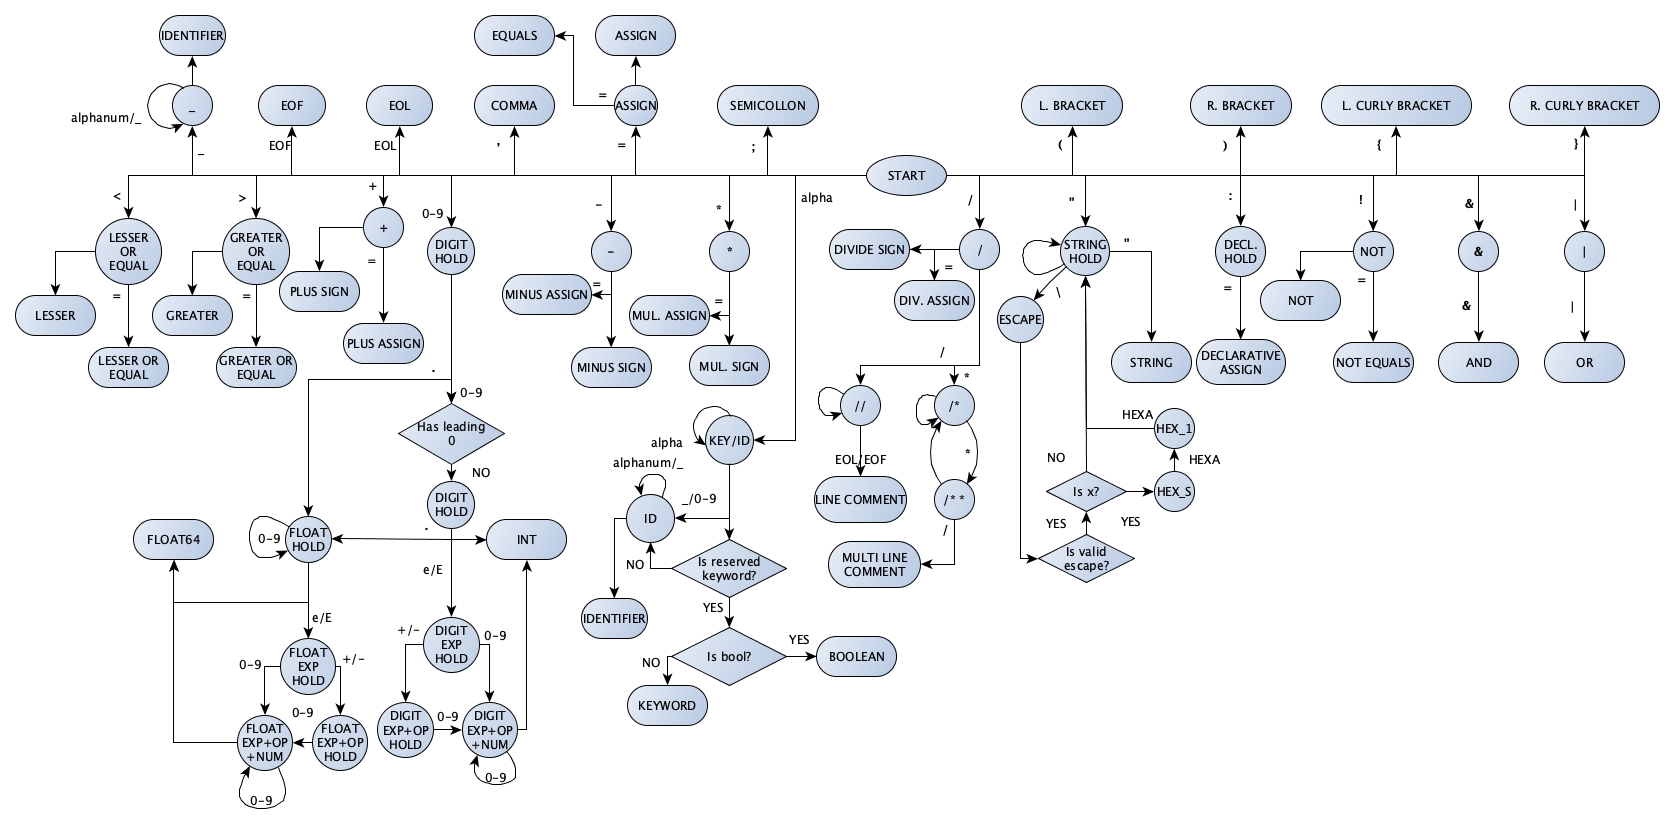 IDENTIFIER
EQUALS
ASSIGN
_
alphanum/_
EOF
EOL
COMMA
=
ASSIGN
SEMICOLLON
L. BRACKET
R. BRACKET
L. CURLY BRACKET
R. CURLY BRACKET
_
EOF
EOL
,
=
;
(
)
{
}
START
<
>
+
0-9
-
*
alpha
/
"
:
!
&
|
LESSER
OR
EQUAL
GREATER
OR
EQUAL
+
DIGIT
HOLD
-
*
DIVIDE SIGN
/
STRING
HOLD
"
DECL.
HOLD
NOT
&
|
=
=
=
=
=
=
=
=
&
|
LESSER
GREATER
PLUS SIGN
MINUS ASSIGN
MUL. ASSIGN
DIV. ASSIGN
\
ESCAPE
NOT
LESSER OR
EQUAL
GREATER OR
EQUAL
PLUS ASSIGN
MINUS SIGN
MUL. SIGN
STRING
DECLARATIVE
ASSIGN
NOT EQUALS
AND
OR
.
0-9
/
*
Has leading
0
NO
//
/*
HEXA
HEX_1
KEY/ID
alpha
alphanum/_
EOL/EOF
*
NO
HEXA
DIGIT
HOLD
_/0-9
LINE COMMENT
/**
Is x?
HEX_S
ID
/
YES
YES
FLOAT64
0-9
FLOAT
HOLD
.
INT
NO
Is reserved
keyword?
MULTI LINE
COMMENT
Is valid
escape?
e/E
e/E
IDENTIFIER
YES
FLOAT
EXP
HOLD
0-9
+/-
+/-
DIGIT
EXP
HOLD
0-9
NO
Is bool?
YES
BOOLEAN
KEYWORD
FLOAT
EXP+OP
+NUM
0-9
FLOAT
EXP+OP
HOLD
DIGIT
EXP+OP
HOLD
0-9
DIGIT
EXP+OP
+NUM
0-9
0-9